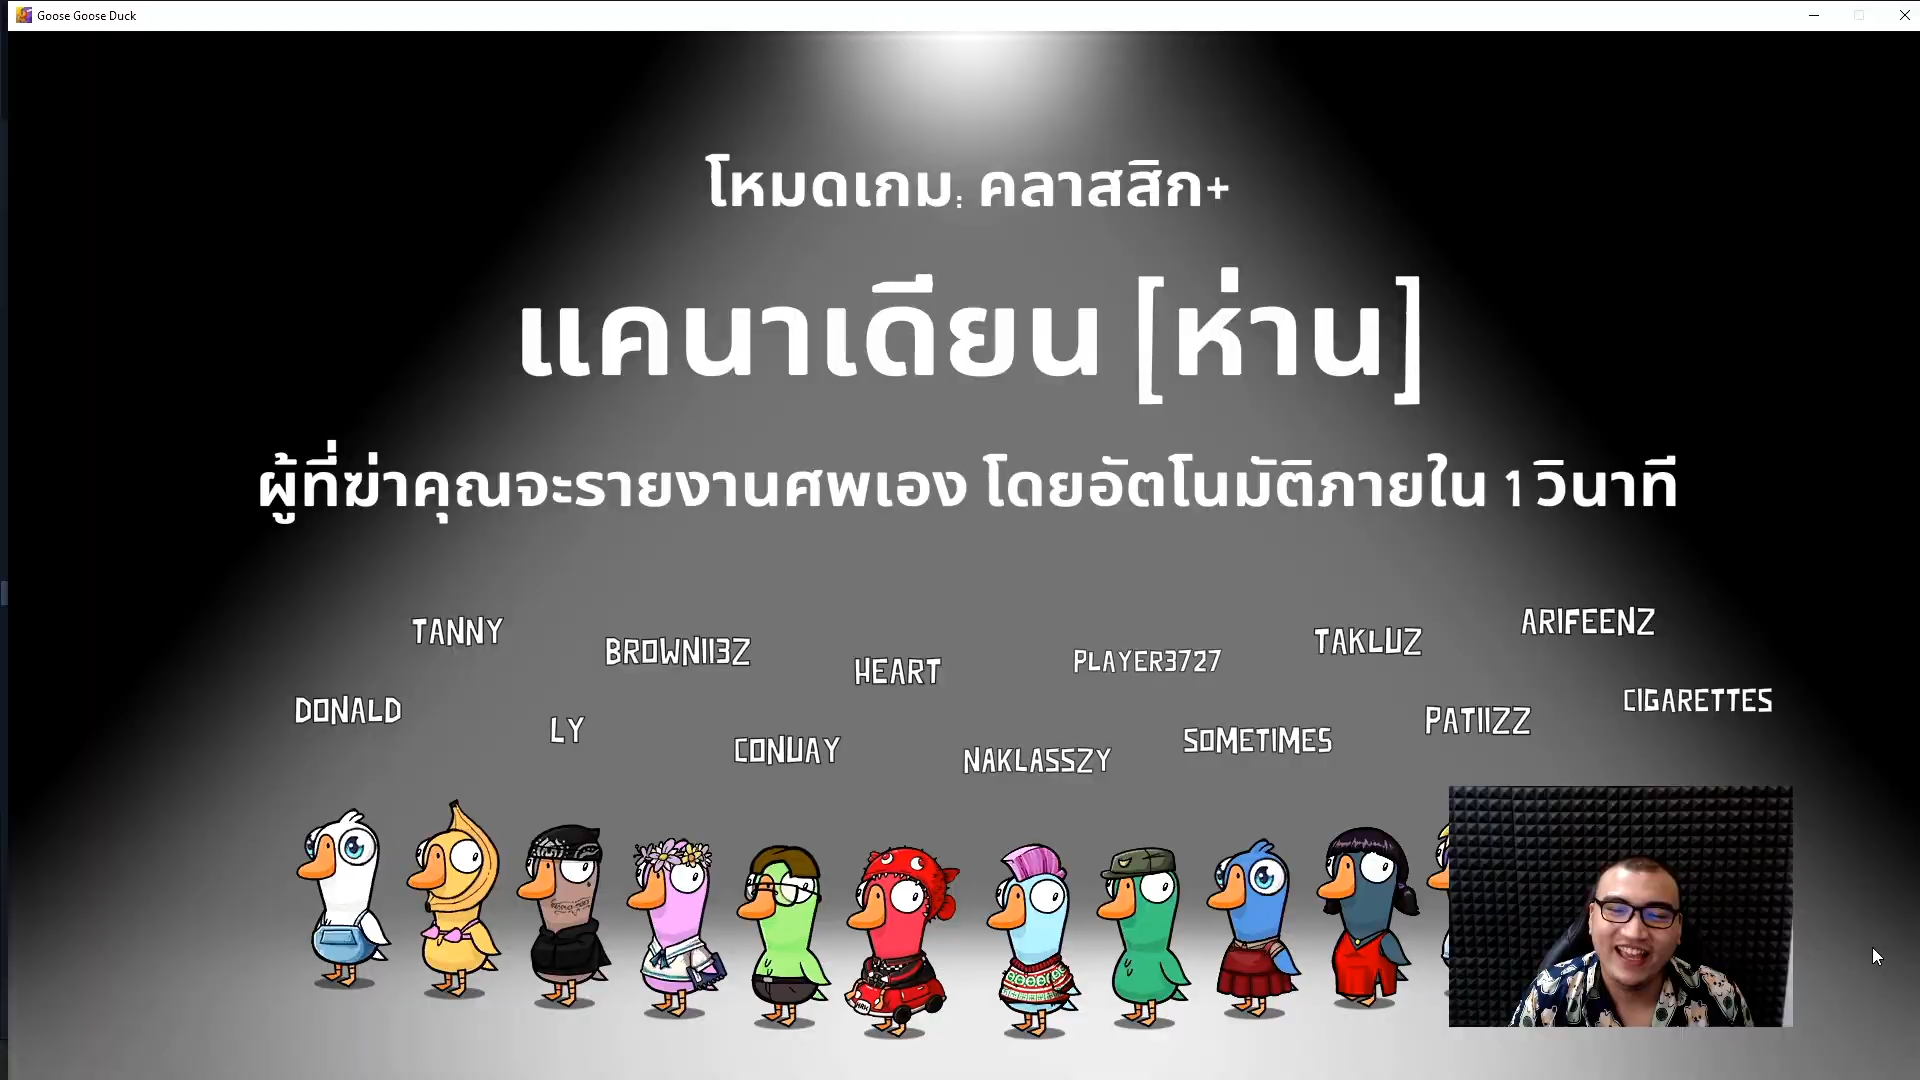 Goose Goose Duck
โหมดเกม: คลาสสิก+
แคนาเดียน [ห่าน]
ผู้ที่ฆ่าคุณจะรายงานศพเอง โดยอัตโนมัติภายใน 1 วินาที
TANNY
BROWN113Z
HEART
PLAYER3727
TAKLUZ
ARIFEENZ
DONALD
LY
CONUAY
NAKLASSZY
SOMETIMES
PATIIZZ
CIGARETTES